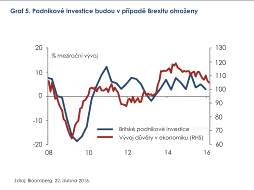 Graf 5. Podnikové investice budou v případě Brexitu ohroženy
% meziroční vývoj
20 130
10 120
110
0 100
90
-10 80
70
-20 60
08 10 12 14 16
Britské podnikové investice
Vývoj důvěry v ekonomiku (RHS)
Zdroj: Bloomberg, 22. dubna 2016.